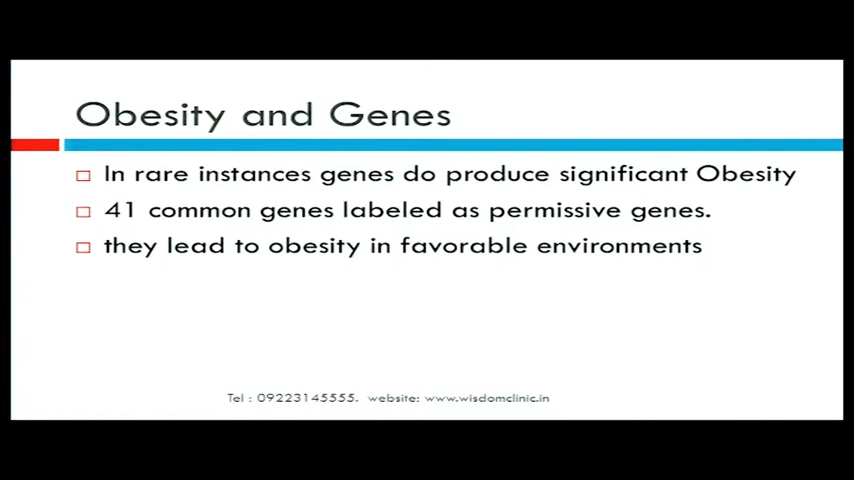 Obesity and Genes
In rare instances genes do produce significant Obesity
41 common genes labeled as permissive genes.
they lead to obesity in favorable environments
Tel : 09223145555. website: www.wisdomclinic.in